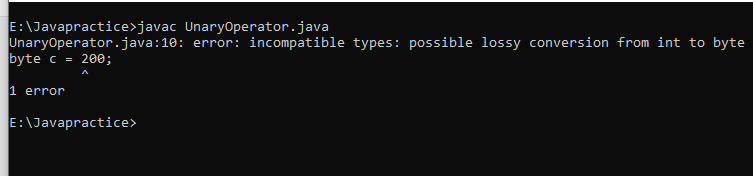 E:\Javapractice>javac UnaryOperator.java
UnaryOperator.java:10: error: incompatible types: possible lossy conversion from int to byte
byte c = 200;
         ^
1 error
E:\Javapractice>